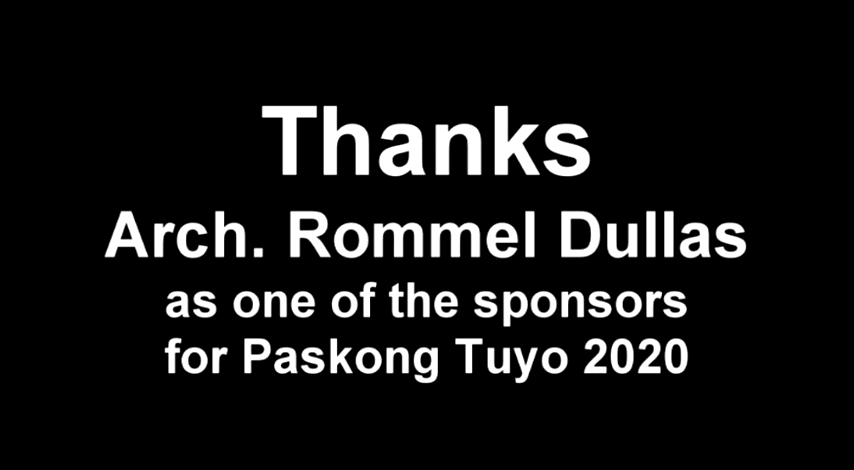 Thanks
Arch. Rommel Dullas
as one of the sponsors
for Paskong Tuyo 2020